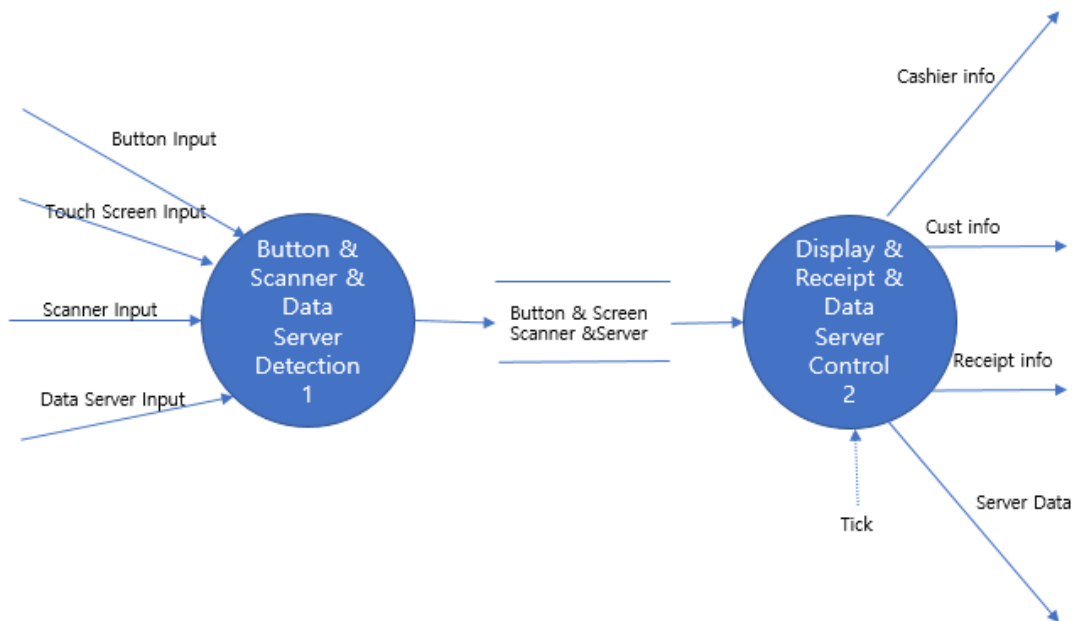 Cashier info
Button Input
Touch Screen Input
Scanner Input
Data Server Input
Button &
Scanner &
Data
Server
Detection
1
Button & Screen
Scanner &Server
Display &
Receipt &
Data
Server
Control
2
Cust info
Receipt info
Server Data
Tick